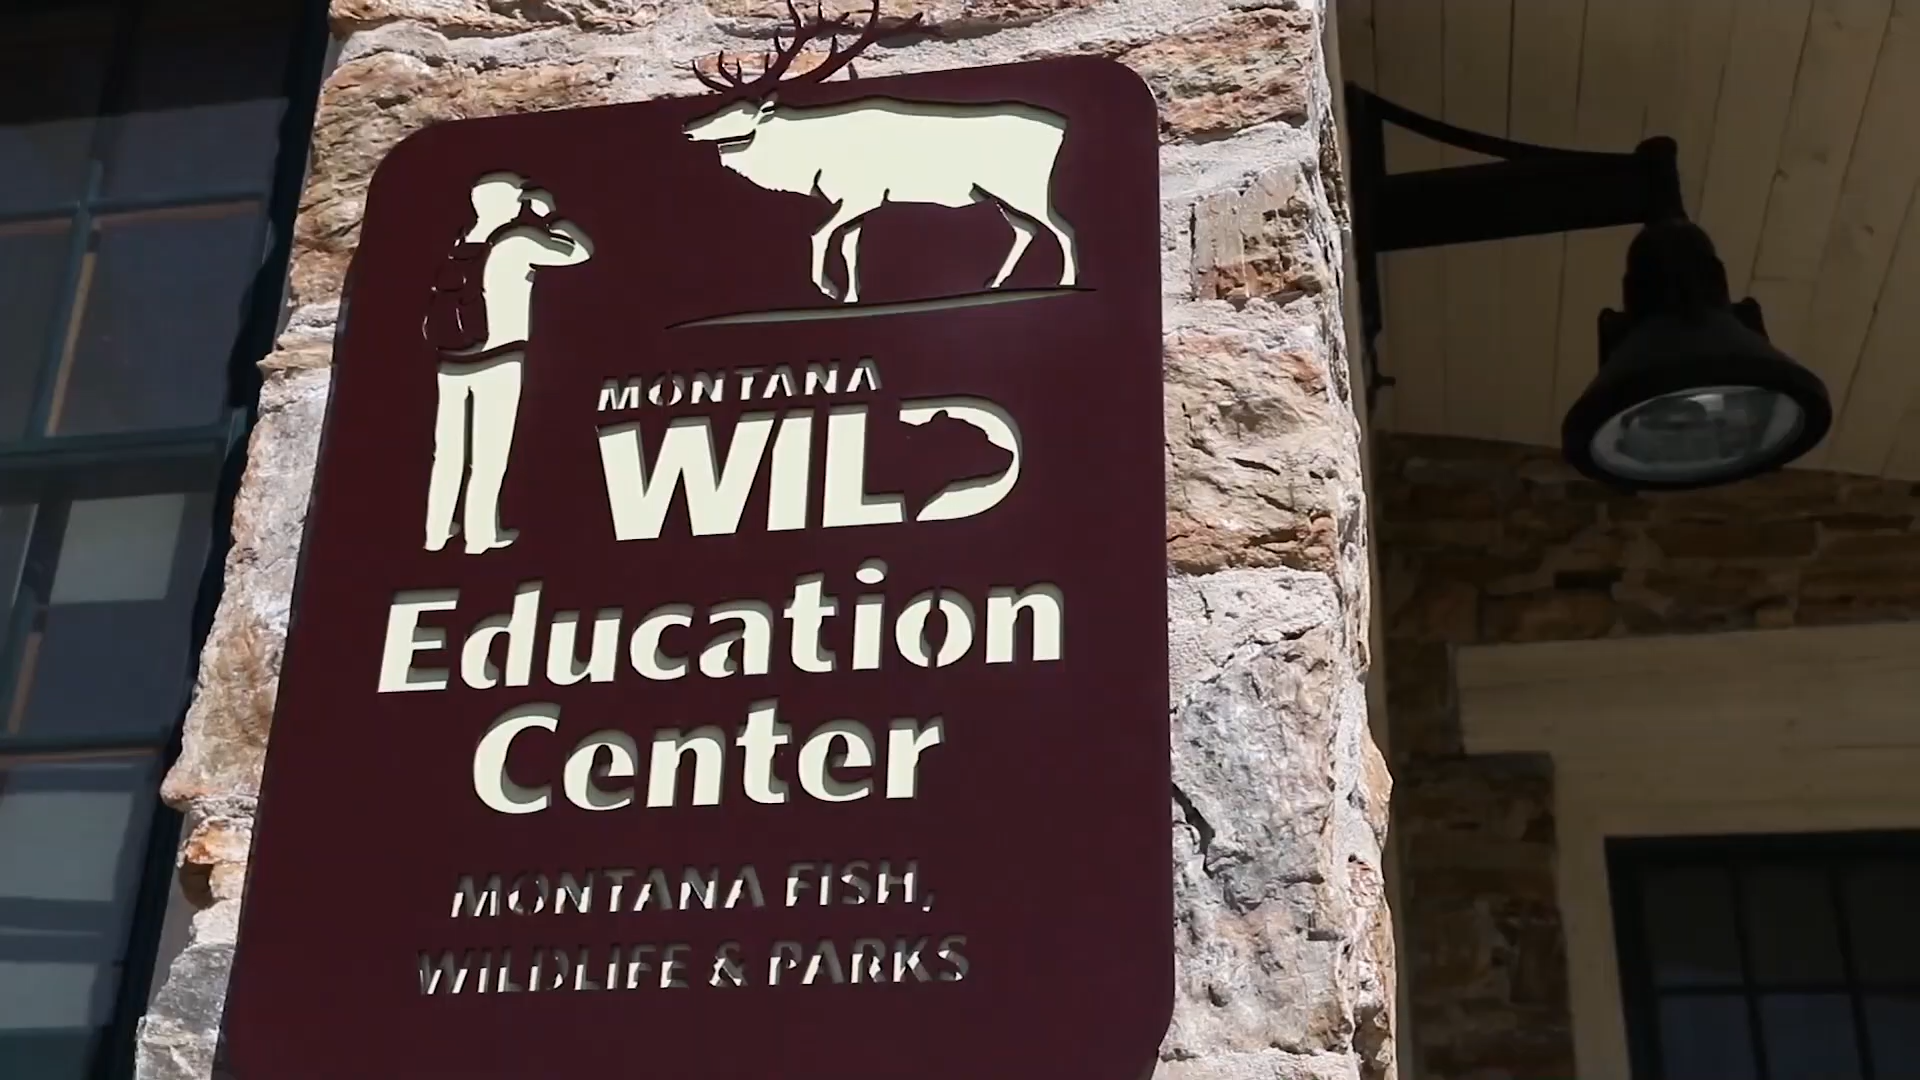 MONTANA
WILD
Education
Center
MONTANA FISH,
WILDLIFE & PARKS